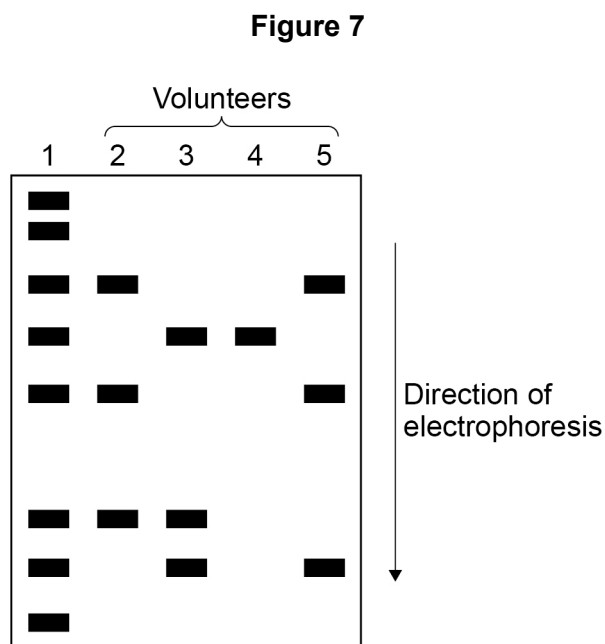 Figure 7
Volunteers
1 2 3 4 5
Direction of
electrophoresis